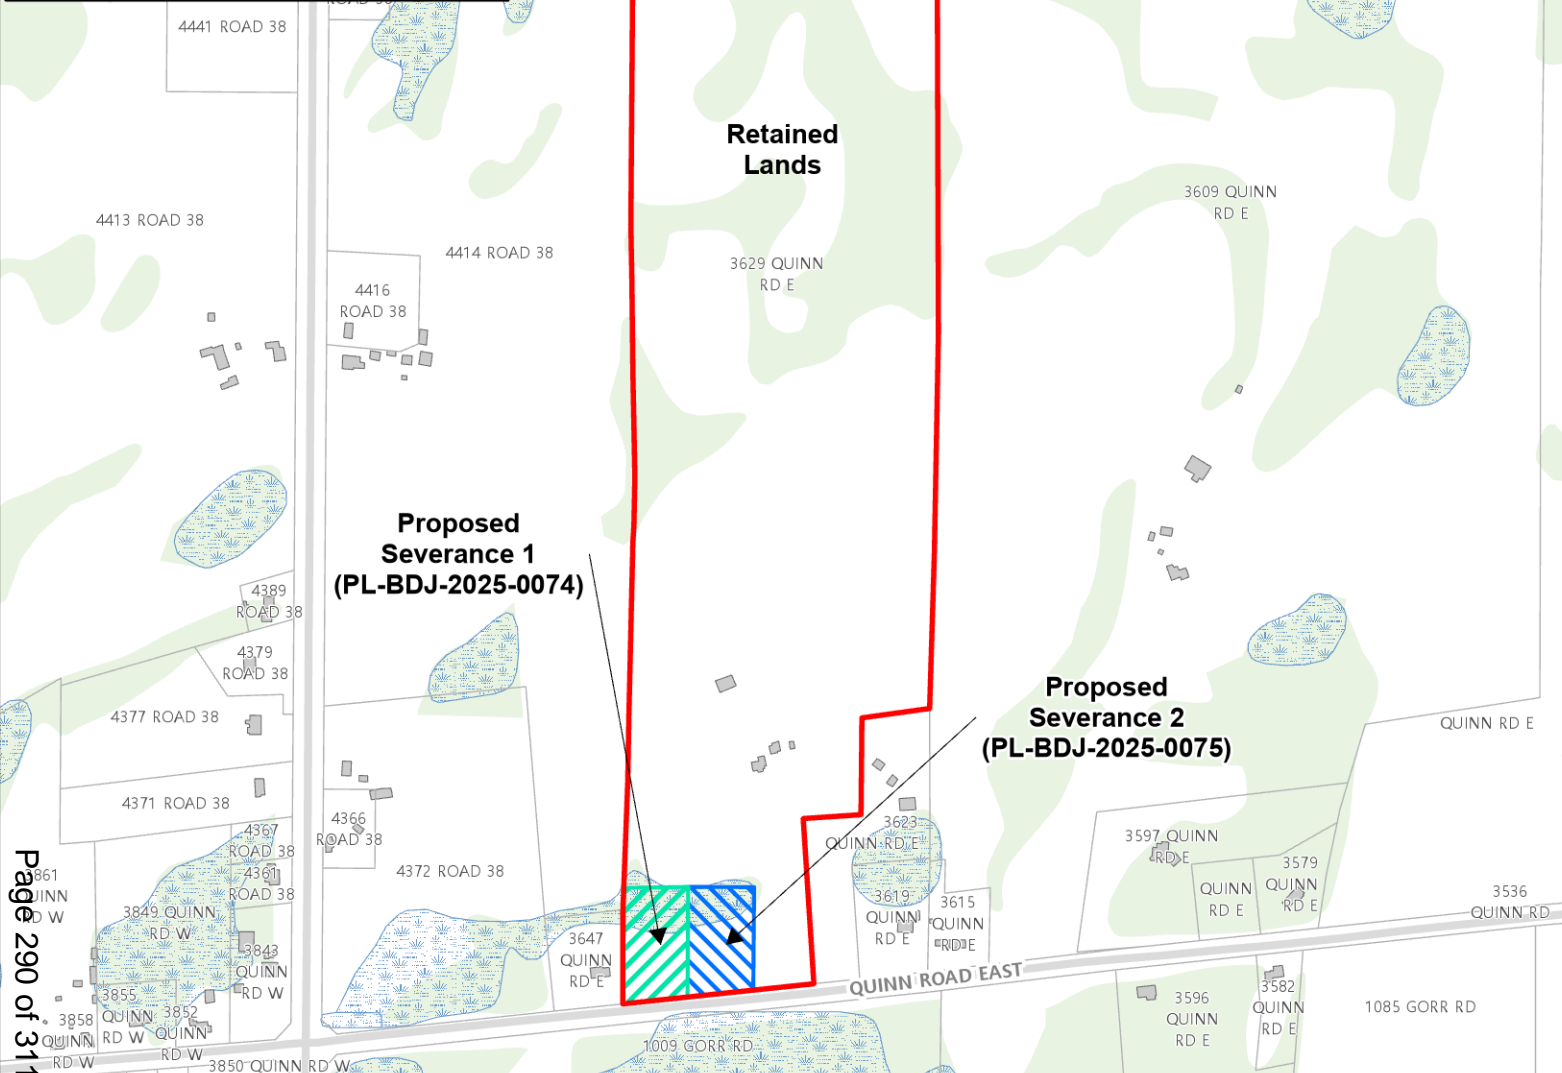 4441 ROAD 38
Retained
Lands
3609 QUINN
RD E
4413 ROAD 38
4414 ROAD 38
3629 QUINN
RD E
4416
ROAD 38
Proposed
Severance 1
(PL-BDJ-2025-0074)
4389
ROAD 38
4379
ROAD 38
Proposed
Severance 2
(PL-BDJ-2025-0075)
4377 ROAD 38
QUINN RD E
4371 ROAD 38
4366
ROAD 38
4367
ROAD 38
3623
QUINN RD E
3597 QUINN
RD E
4372 ROAD 38
4361
ROAD 38
3579
QUINN
RD E
QUINN
RD E
3536
QUINN RD
3619
QUINN
RD E
3615
QUINN
RD E
3849 QUINN
RD W
3647
QUINN
RD E
3843
QUINN
RD W
QUINN ROAD EAST
3855
QUINN
RD W
3852
QUINN
RD W
3858
QUINN
RD W
3596
QUINN
RD E
3582
QUINN
RD E
1085 GORR RD
1009 GORR RD
3850 QUINN RD W
Page 290 of 311